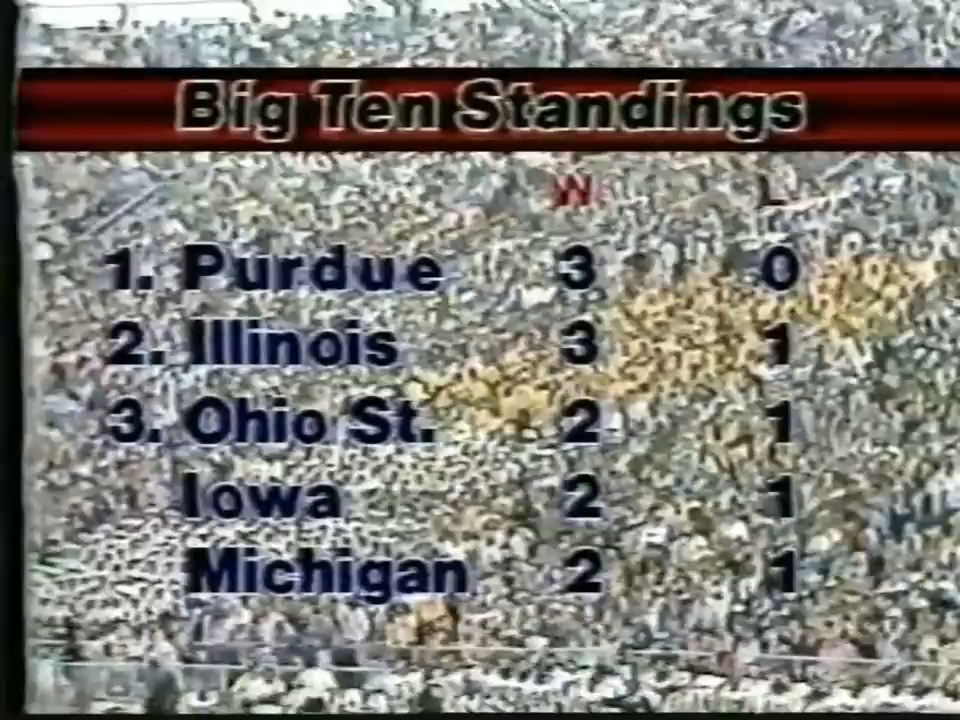 Big Ten Standings
W L
1. Purdue 3 0
2. Illinois 3 1
3. Ohio St. 2 1
Iowa 2 1
Michigan 2 1